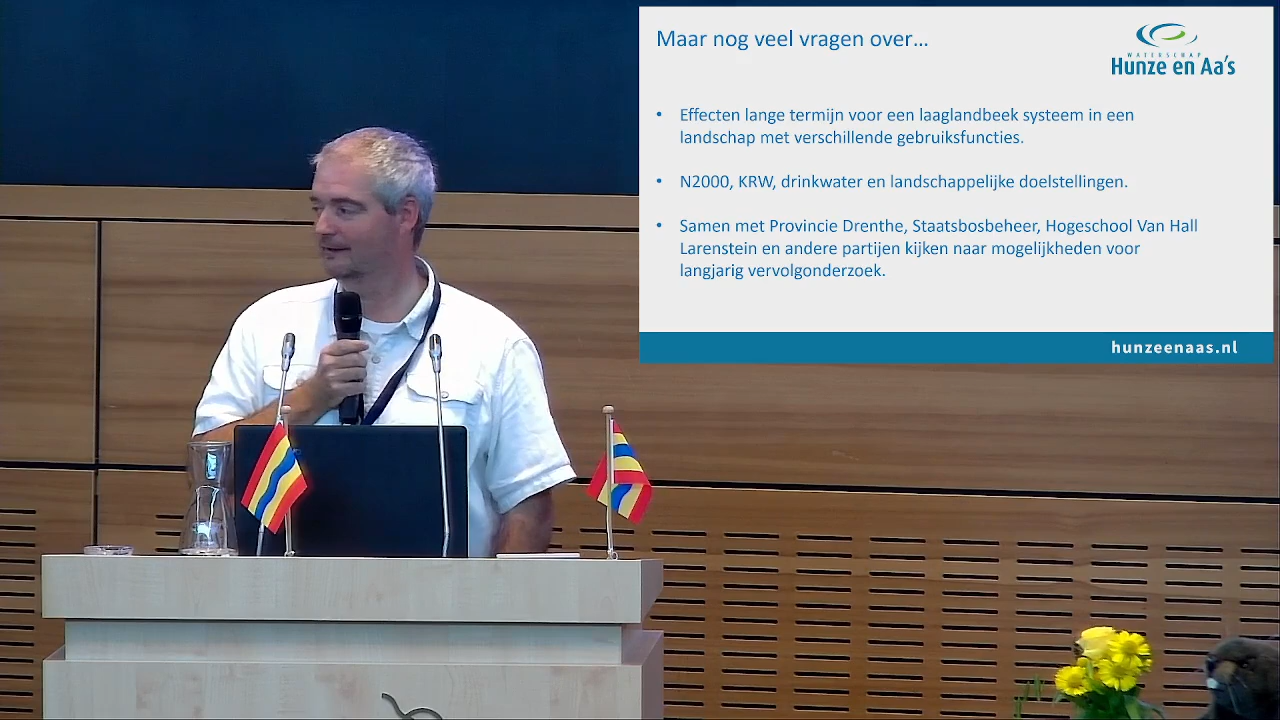 Maar nog veel vragen over…
WATERSCHAP
Hunze en Aa's
• Effecten lange termijn voor een laaglandbeek systeem in een
landschap met verschillende gebruiksfuncties.
• N2000, KRW, drinkwater en landschappelijke doelstellingen.
• Samen met Provincie Drenthe, Staatsbosbeheer, Hogeschool Van Hall
Larenstein en andere partijen kijken naar mogelijkheden voor
langjarig vervolgonderzoek.
hunzeenaas.nl